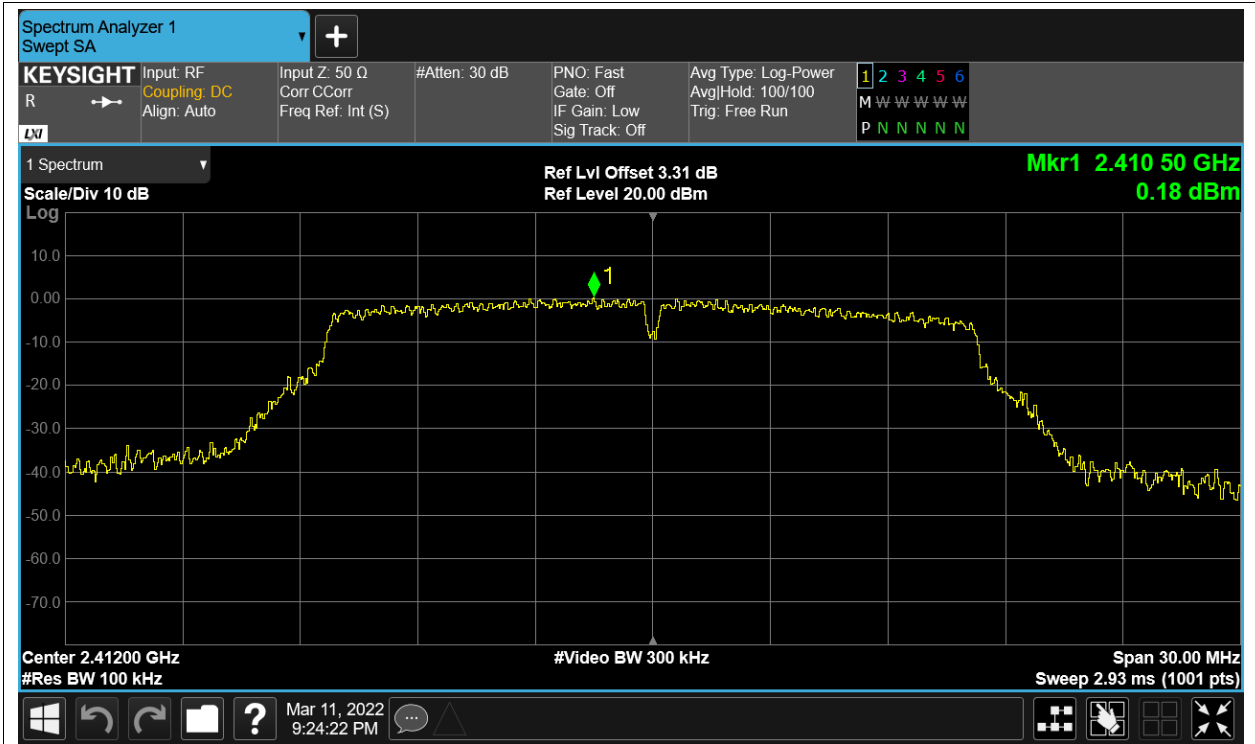 Spectrum Analyzer 1
Swept SA
+
KEYSIGHT
R
LXI
Input: RF
Coupling: DC
Align: Auto
Input Z: 50 Ω
Corr CCorr
Freq Ref: Int (S)
#Atten: 30 dB
PNO: Fast
Gate: Off
IF Gain: Low
Sig Track: Off
Avg Type: Log-Power
Avg|Hold: 100/100
Trig: Free Run
1 2 3 4 5 6
M W W W W W
P N N N N N
1 Spectrum
Scale/Div 10 dB
Log
Ref Lvl Offset 3.31 dB
Ref Level 20.00 dBm
Mkr1 2.410 50 GHz
0.18 dBm
10.0
0.00
-10.0
-20.0
-30.0
-40.0
-50.0
-60.0
-70.0
1
Center 2.41200 GHz
#Res BW 100 kHz
#Video BW 300 kHz
Span 30.00 MHz
Sweep 2.93 ms (1001 pts)
?
Mar 11, 2022
9:24:22 PM